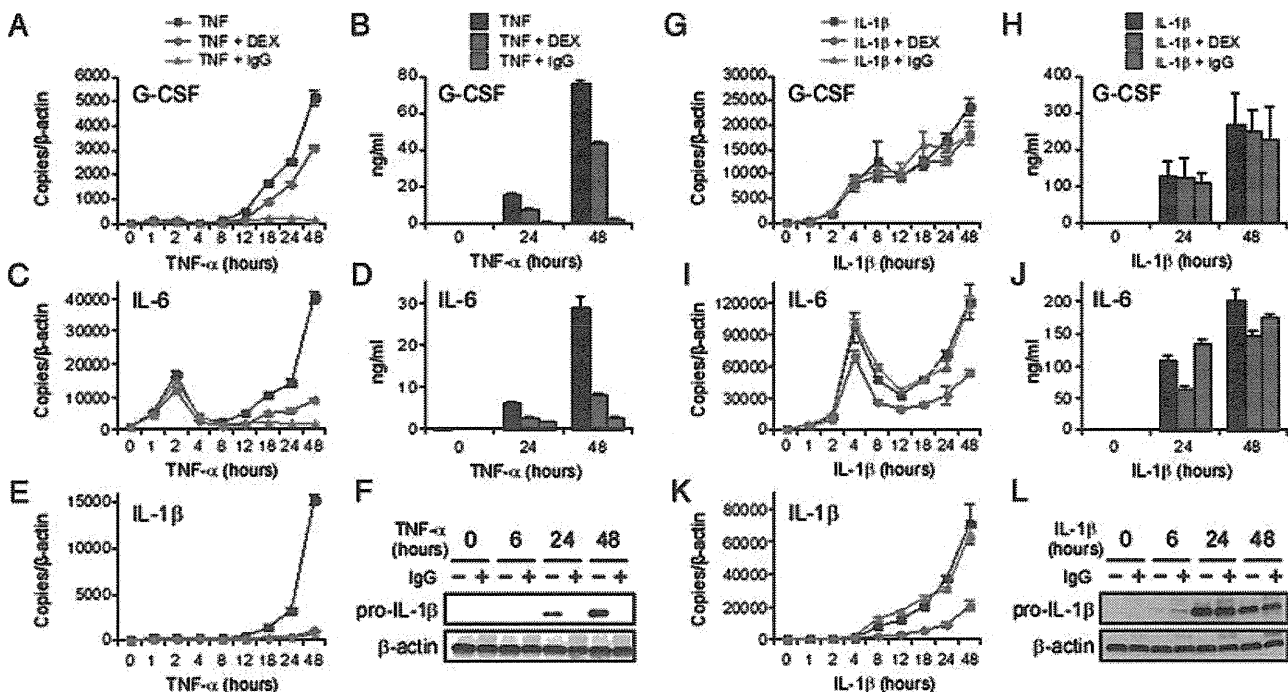 A
TNF
TNF + DEX
TNF + IgG
G-CSF
Copies/β-actin
6000
5000
4000
3000
2000
1000
0
0 1 2 4 8 12 18 24 48
TNF-α (hours)
B
TNF
TNF + DEX
TNF + IgG
G-CSF
ng/ml
80
60
40
20
0
0 24 48
TNF-α (hours)
C
IL-6
Copies/β-actin
40000
30000
20000
10000
0
0 1 2 4 8 12 18 24 48
TNF-α (hours)
D
IL-6
ng/ml
30
20
10
0
0 24 48
TNF-α (hours)
E
IL-1β
Copies/β-actin
15000
10000
5000
0
0 1 2 4 8 12 18 24 48
TNF-α (hours)
F
TNF-α (hours) 0 6 24 48
IgG − + − + − + − +
pro-IL-1β
β-actin
G
IL-1β
IL-1β + DEX
IL-1β + IgG
G-CSF
Copies/β-actin
30000
25000
20000
15000
10000
5000
0
0 1 2 4 8 12 18 24 48
IL-1β (hours)
H
IL-1β
IL-1β + DEX
IL-1β + IgG
G-CSF
ng/ml
400
300
200
100
0
0 24 48
IL-1β (hours)
I
IL-6
Copies/β-actin
120000
90000
60000
30000
0
0 1 2 4 8 12 18 24 48
IL-1β (hours)
J
IL-6
ng/ml
200
150
100
50
0
0 24 48
IL-1β (hours)
K
IL-1β
Copies/β-actin
80000
60000
40000
20000
0
0 1 2 4 8 12 18 24 48
IL-1β (hours)
L
IL-1β (hours) 0 6 24 48
IgG − + − + − + − +
pro-IL-1β
β-actin